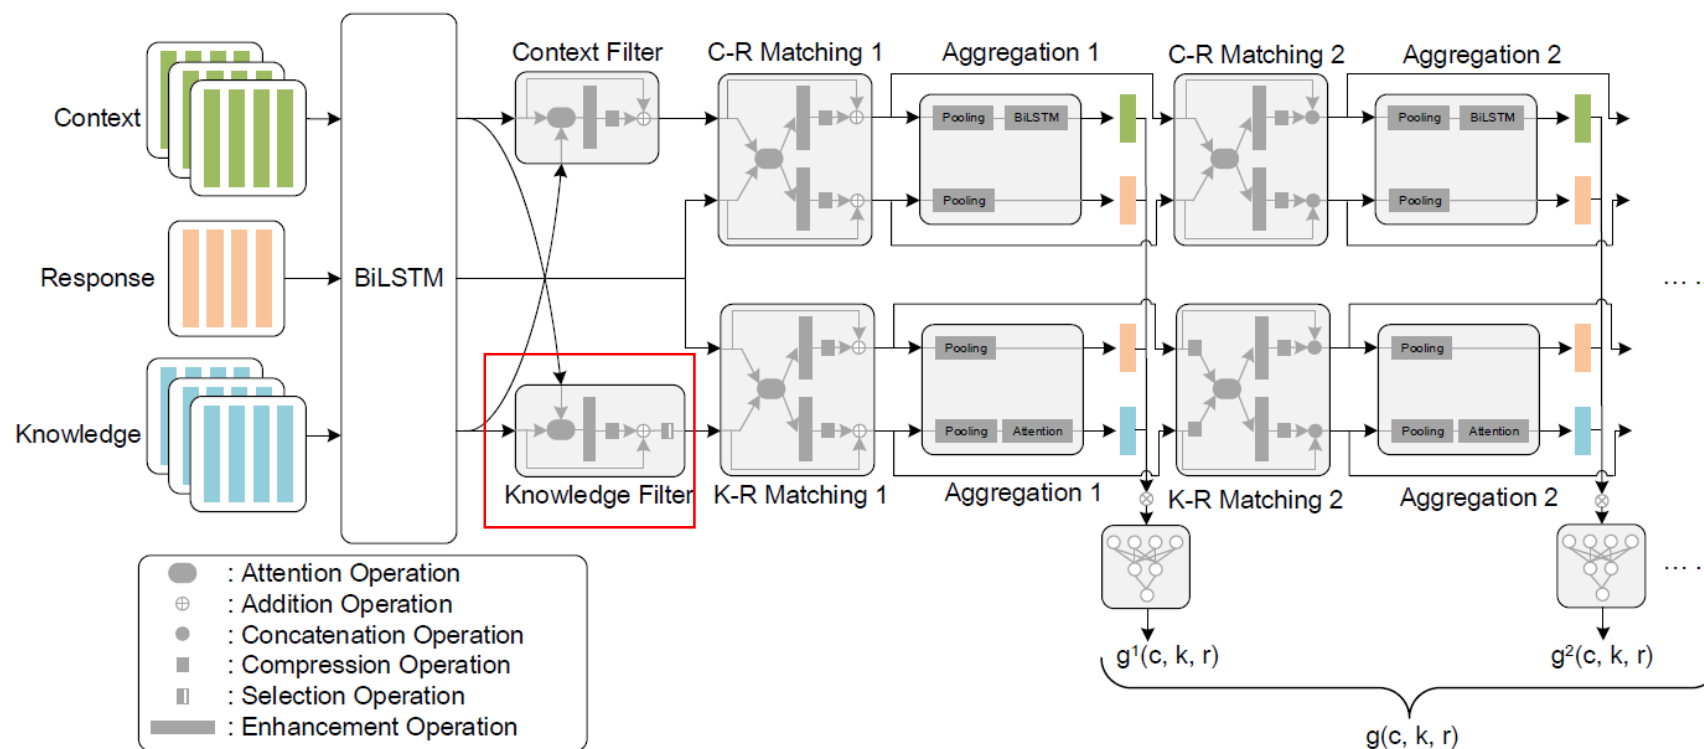 Context Filter
C-R Matching 1
Aggregation 1
C-R Matching 2
Aggregation 2
Context
Pooling
BiLSTM
Pooling
Pooling
BiLSTM
Pooling
Response
BiLSTM
... ...
Knowledge
Pooling
Pooling
Attention
Pooling
Pooling
Attention
Knowledge Filter
K-R Matching 1
Aggregation 1
K-R Matching 2
Aggregation 2
: Attention Operation
: Addition Operation
: Concatenation Operation
: Compression Operation
: Selection Operation
: Enhancement Operation
... ...
g¹(c, k, r)
g²(c, k, r)
g(c, k, r)